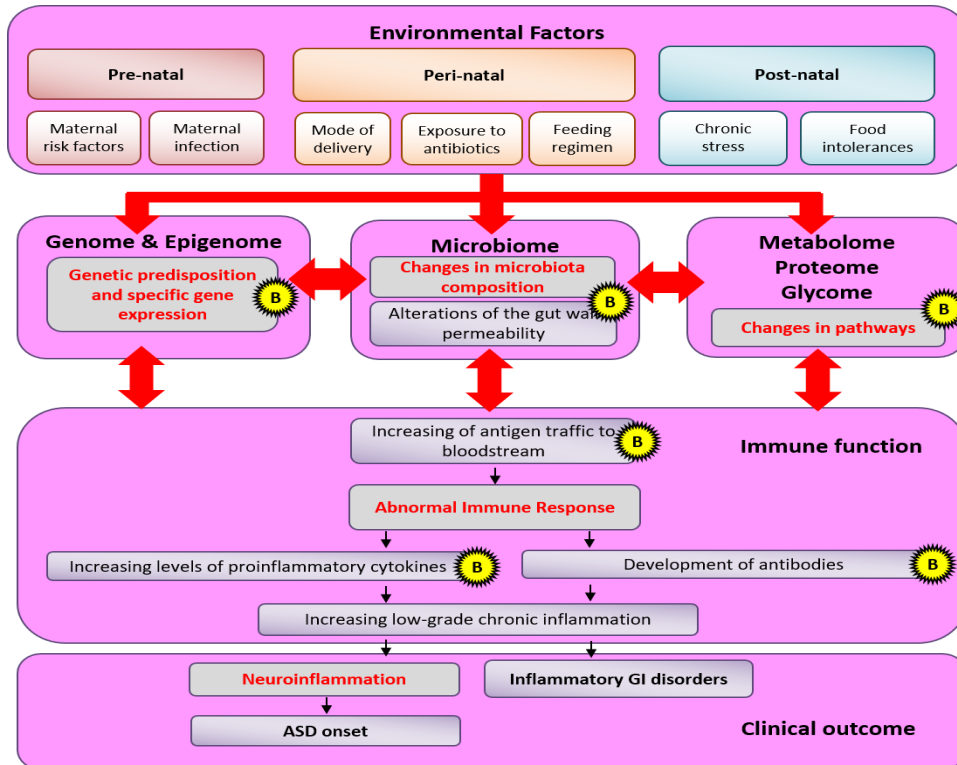 Environmental Factors
Pre-natal
Peri-natal
Post-natal
Maternal
risk factors
Maternal
infection
Mode of
delivery
Exposure to
antibiotics
Feeding
regimen
Chronic
stress
Food
intolerances
Genome & Epigenome
Genetic predisposition
and specific gene
expression
B
Microbiome
Changes in microbiota
composition
Alterations of the gut wall
permeability
B
Metabolome
Proteome
Glycome
Changes in pathways
B
Immune function
Increasing of antigen traffic to
bloodstream
B
Abnormal Immune Response
Increasing levels of proinflammatory cytokines
B
Development of antibodies
B
Increasing low-grade chronic inflammation
Neuroinflammation
Inflammatory GI disorders
ASD onset
Clinical outcome